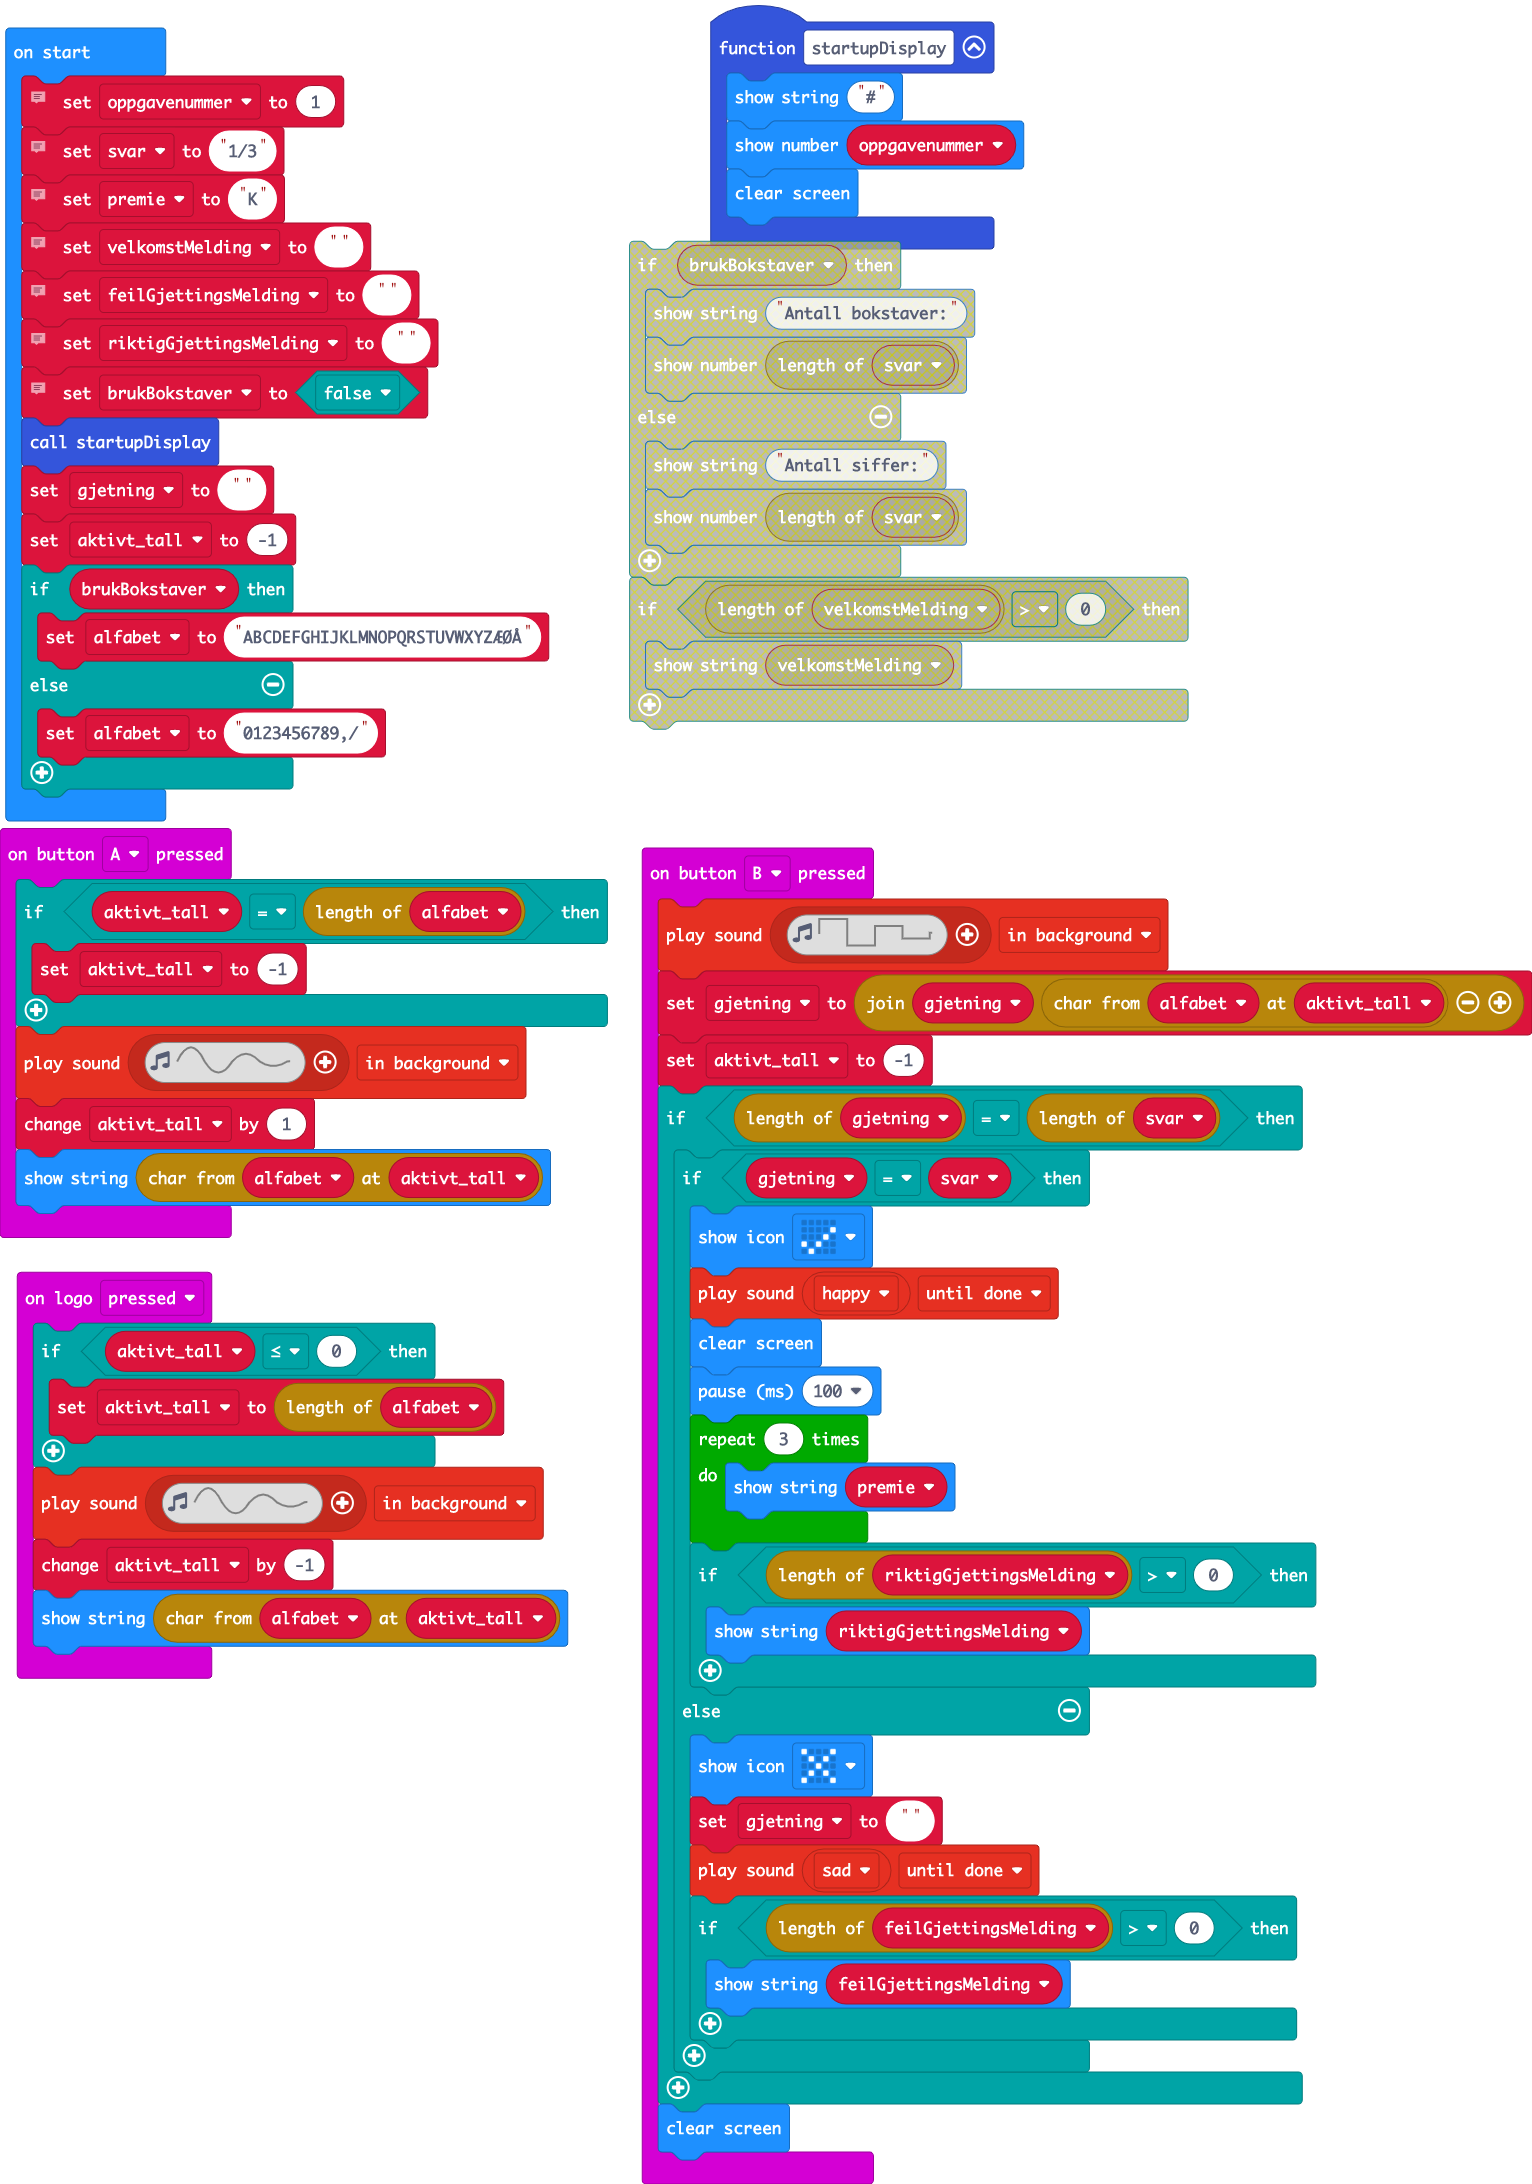 on start
set oppgavenummer to 1
set svar to "1/3"
set premie to "K"
set velkomstMelding to " "
set feilGjettingsMelding to " "
set riktigGjettingsMelding to " "
set brukBokstaver to false
call startupDisplay
set gjetning to " "
set aktivt_tall to -1
if brukBokstaver then
set alfabet to "ABCDEFGHIJKLMNOPQRSTUVWXYZÆØÅ"
else
set alfabet to "0123456789,/"
function startupDisplay
show string "#"
show number oppgavenummer
clear screen
if brukBokstaver then
show string "Antall bokstaver:"
show number length of svar
else
show string "Antall siffer:"
show number length of svar
if length of velkomstMelding > 0 then
show string velkomstMelding
on button A pressed
if aktivt_tall = length of alfabet then
set aktivt_tall to -1
play sound in background
change aktivt_tall by 1
show string char from alfabet at aktivt_tall
on logo pressed
if aktivt_tall ≤ 0 then
set aktivt_tall to length of alfabet
play sound in background
change aktivt_tall by -1
show string char from alfabet at aktivt_tall
on button B pressed
play sound in background
set gjetning to join gjetning char from alfabet at aktivt_tall
set aktivt_tall to -1
if length of gjetning = length of svar then
if gjetning = svar then
show icon
play sound happy until done
clear screen
pause (ms) 100
repeat 3 times
do show string premie
if length of riktigGjettingsMelding > 0 then
show string riktigGjettingsMelding
else
show icon
set gjetning to " "
play sound sad until done
if length of feilGjettingsMelding > 0 then
show string feilGjettingsMelding
clear screen